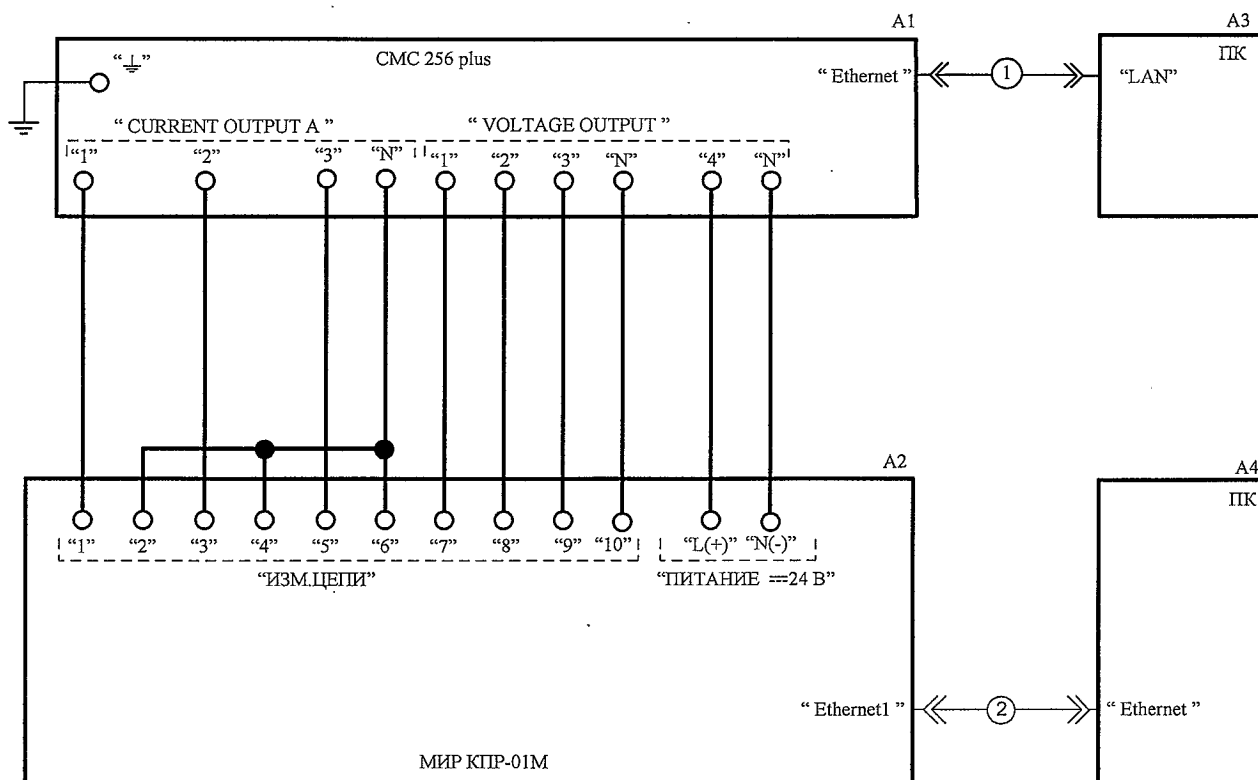 A1
A3
"⊥"
CMC 256 plus
ПК
" Ethernet "
1
"LAN"
" CURRENT OUTPUT A "
" VOLTAGE OUTPUT "
"1" "2" "3" "N" "1" "2" "3" "N" "4" "N"
A2
A4
ПК
"1" "2" "3" "4" "5" "6" "7" "8" "9" "10" "L(+)" "N(-)"
"ИЗМ.ЦЕПИ"
"ПИТАНИЕ ==24 В"
" Ethernet1 "
2
" Ethernet "
МИР КПР-01М